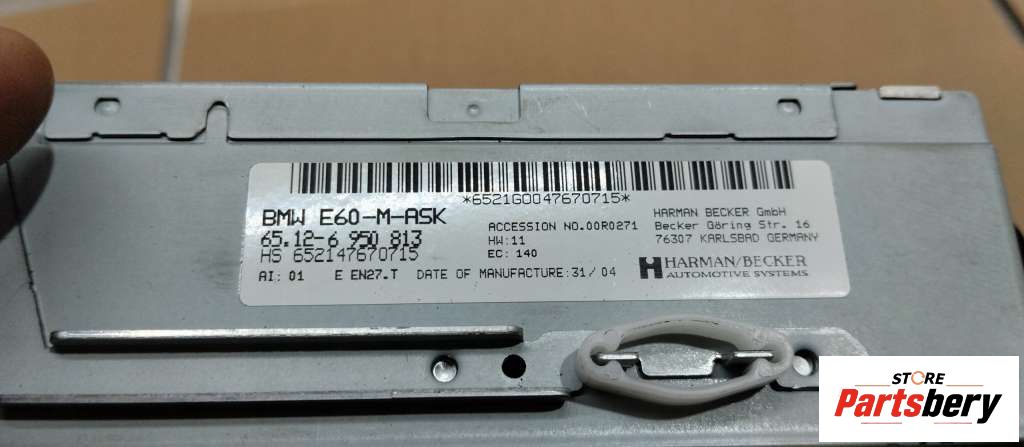 *6521G0047670715*
BMW E60-M-ASK
65.12-6 950 813
HS 652147670715
AI: 01 E EN27.T DATE OF MANUFACTURE:31/04
ACCESSION NO.00R0271
HW:11
EC: 140
HARMAN BECKER GmbH
Becker Göring Str. 16
76307 KARLSBAD GERMANY
HARMAN/BECKER
AUTOMOTIVE SYSTEMS.
STORE
Partsbery